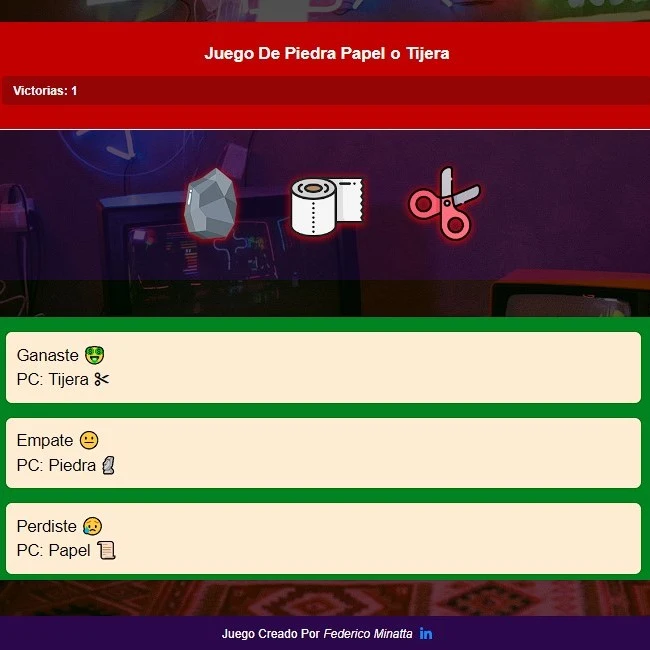 Juego De Piedra Papel o Tijera
Victorias: 1
Ganaste 🤑
PC: Tijera ✂
Empate 😐
PC: Piedra 🪨
Perdiste 😥
PC: Papel 📜
Juego Creado Por Federico Minatta in